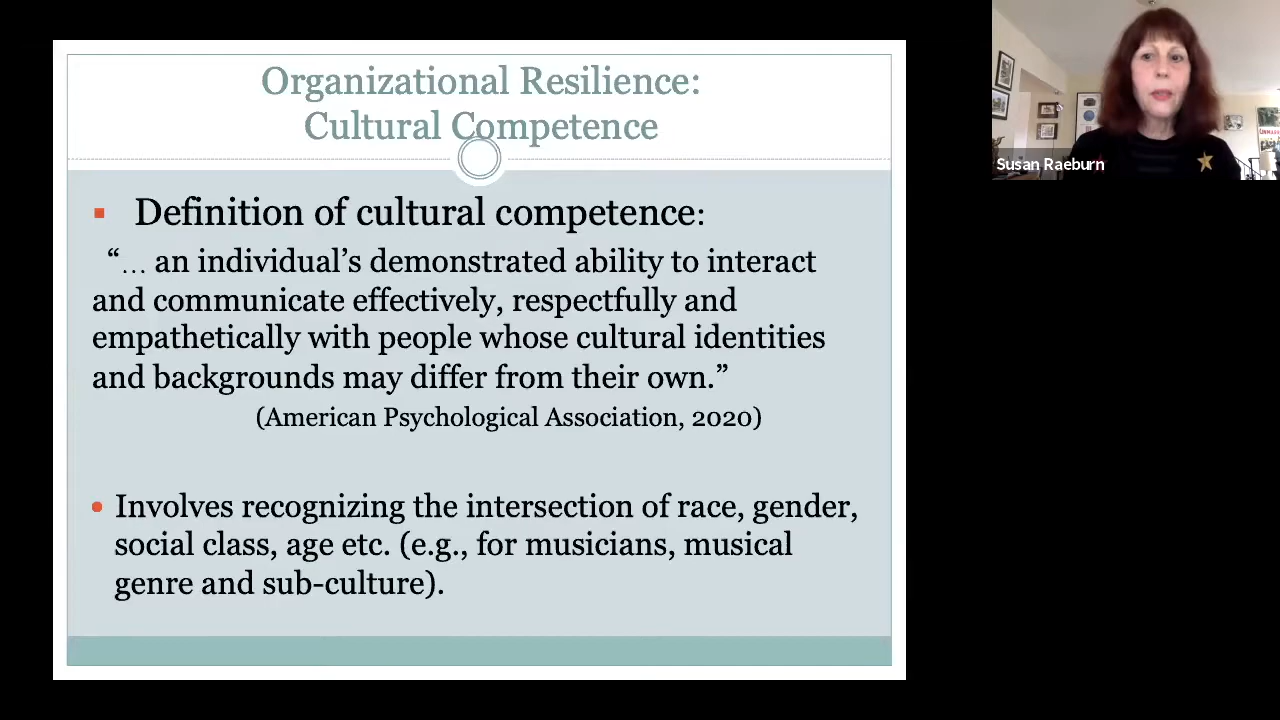 Organizational Resilience:
Cultural Competence
Definition of cultural competence:
“… an individual’s demonstrated ability to interact
and communicate effectively, respectfully and
empathetically with people whose cultural identities
and backgrounds may differ from their own.”
(American Psychological Association, 2020)
Involves recognizing the intersection of race, gender,
social class, age etc. (e.g., for musicians, musical
genre and sub-culture).
Susan Raeburn